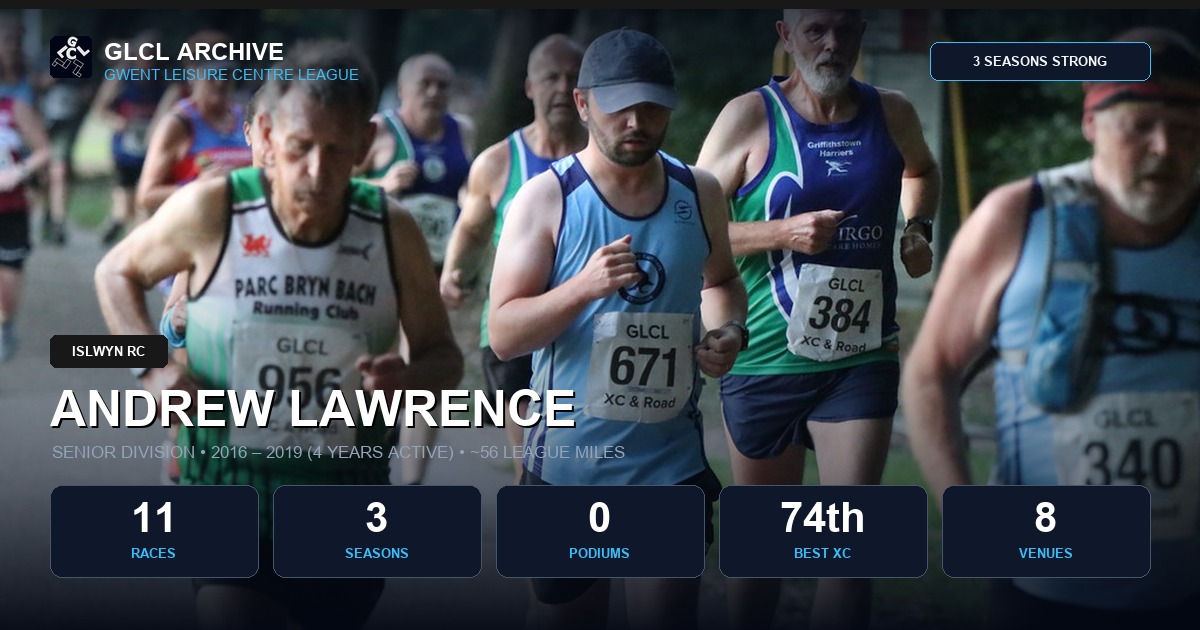 GC
GLCL ARCHIVE
GWENT LEISURE CENTRE LEAGUE
3 SEASONS STRONG
Griffithstown
Harriers
PARC BRYN BACH
Running Club
GLCL
956
GLCL
671
XC & Road
GLCL
384
XC & Road
GLCL
340
ISLWYN RC
ANDREW LAWRENCE
SENIOR DIVISION • 2016 – 2019 (4 YEARS ACTIVE) • ~56 LEAGUE MILES
11
RACES
3
SEASONS
0
PODIUMS
74th
BEST XC
8
VENUES